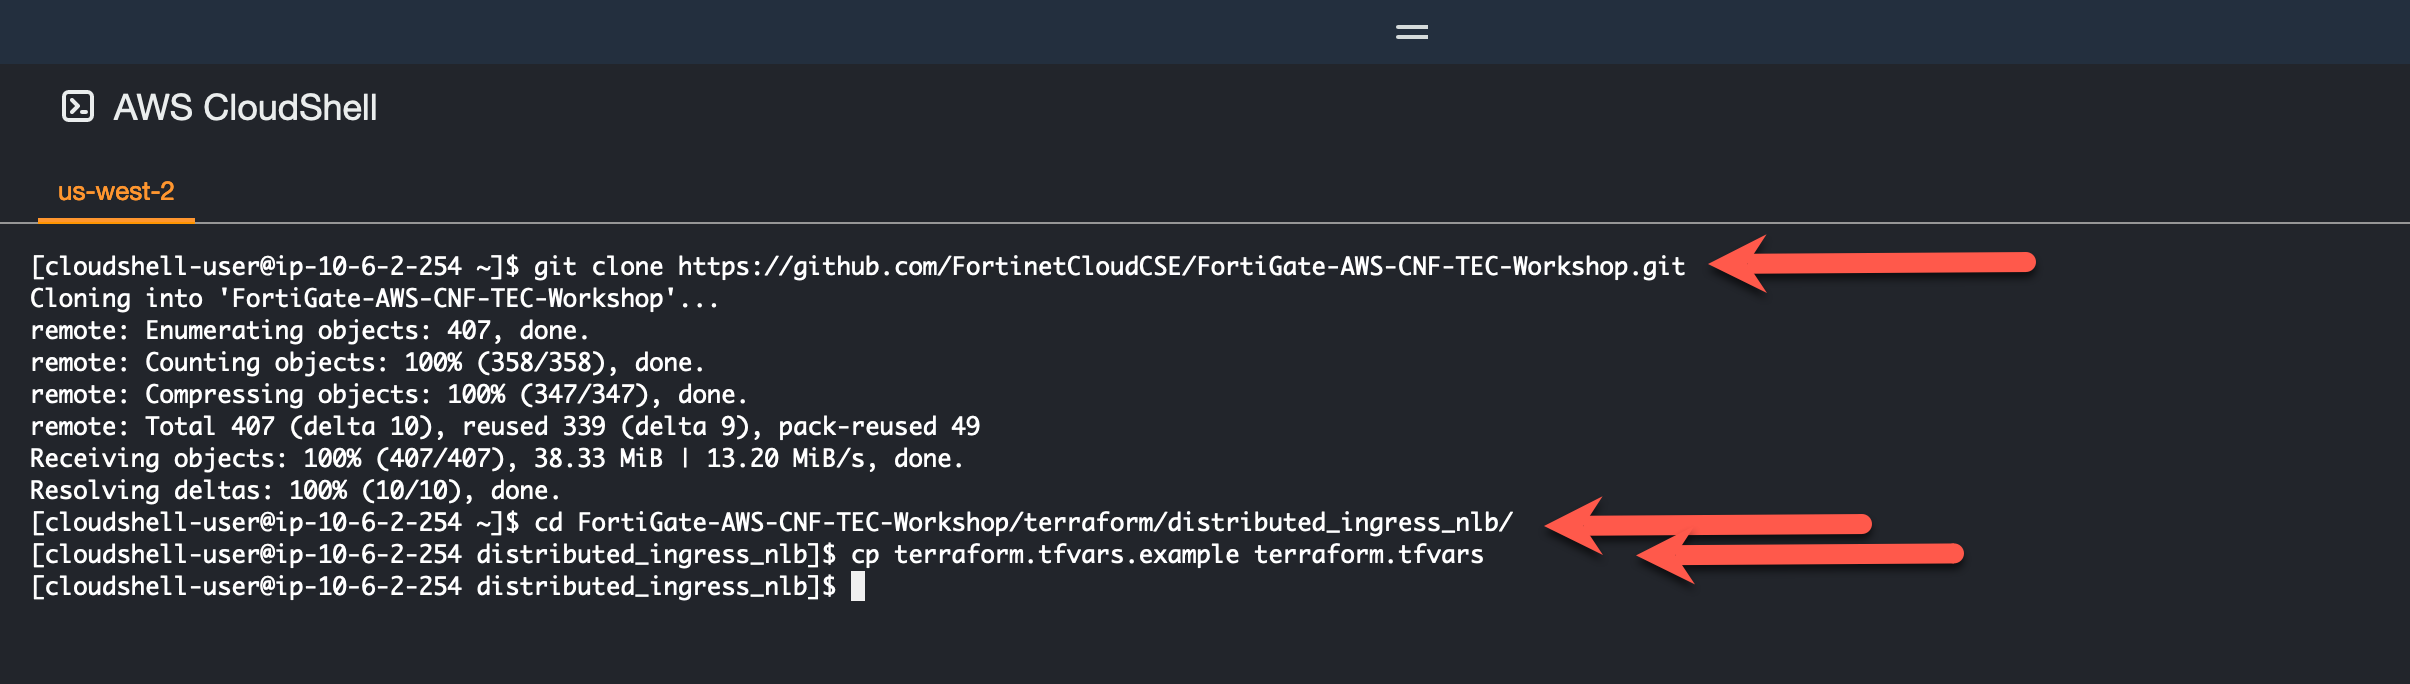 AWS CloudShell
us-west-2
[cloudshell-user@ip-10-6-2-254 ~]$ git clone https://github.com/FortinetCloudCSE/FortiGate-AWS-CNF-TEC-Workshop.git
Cloning into 'FortiGate-AWS-CNF-TEC-Workshop'...
remote: Enumerating objects: 407, done.
remote: Counting objects: 100% (358/358), done.
remote: Compressing objects: 100% (347/347), done.
remote: Total 407 (delta 10), reused 339 (delta 9), pack-reused 49
Receiving objects: 100% (407/407), 38.33 MiB | 13.20 MiB/s, done.
Resolving deltas: 100% (10/10), done.
[cloudshell-user@ip-10-6-2-254 ~]$ cd FortiGate-AWS-CNF-TEC-Workshop/terraform/distributed_ingress_nlb/
[cloudshell-user@ip-10-6-2-254 distributed_ingress_nlb]$ cp terraform.tfvars.example terraform.tfvars
[cloudshell-user@ip-10-6-2-254 distributed_ingress_nlb]$